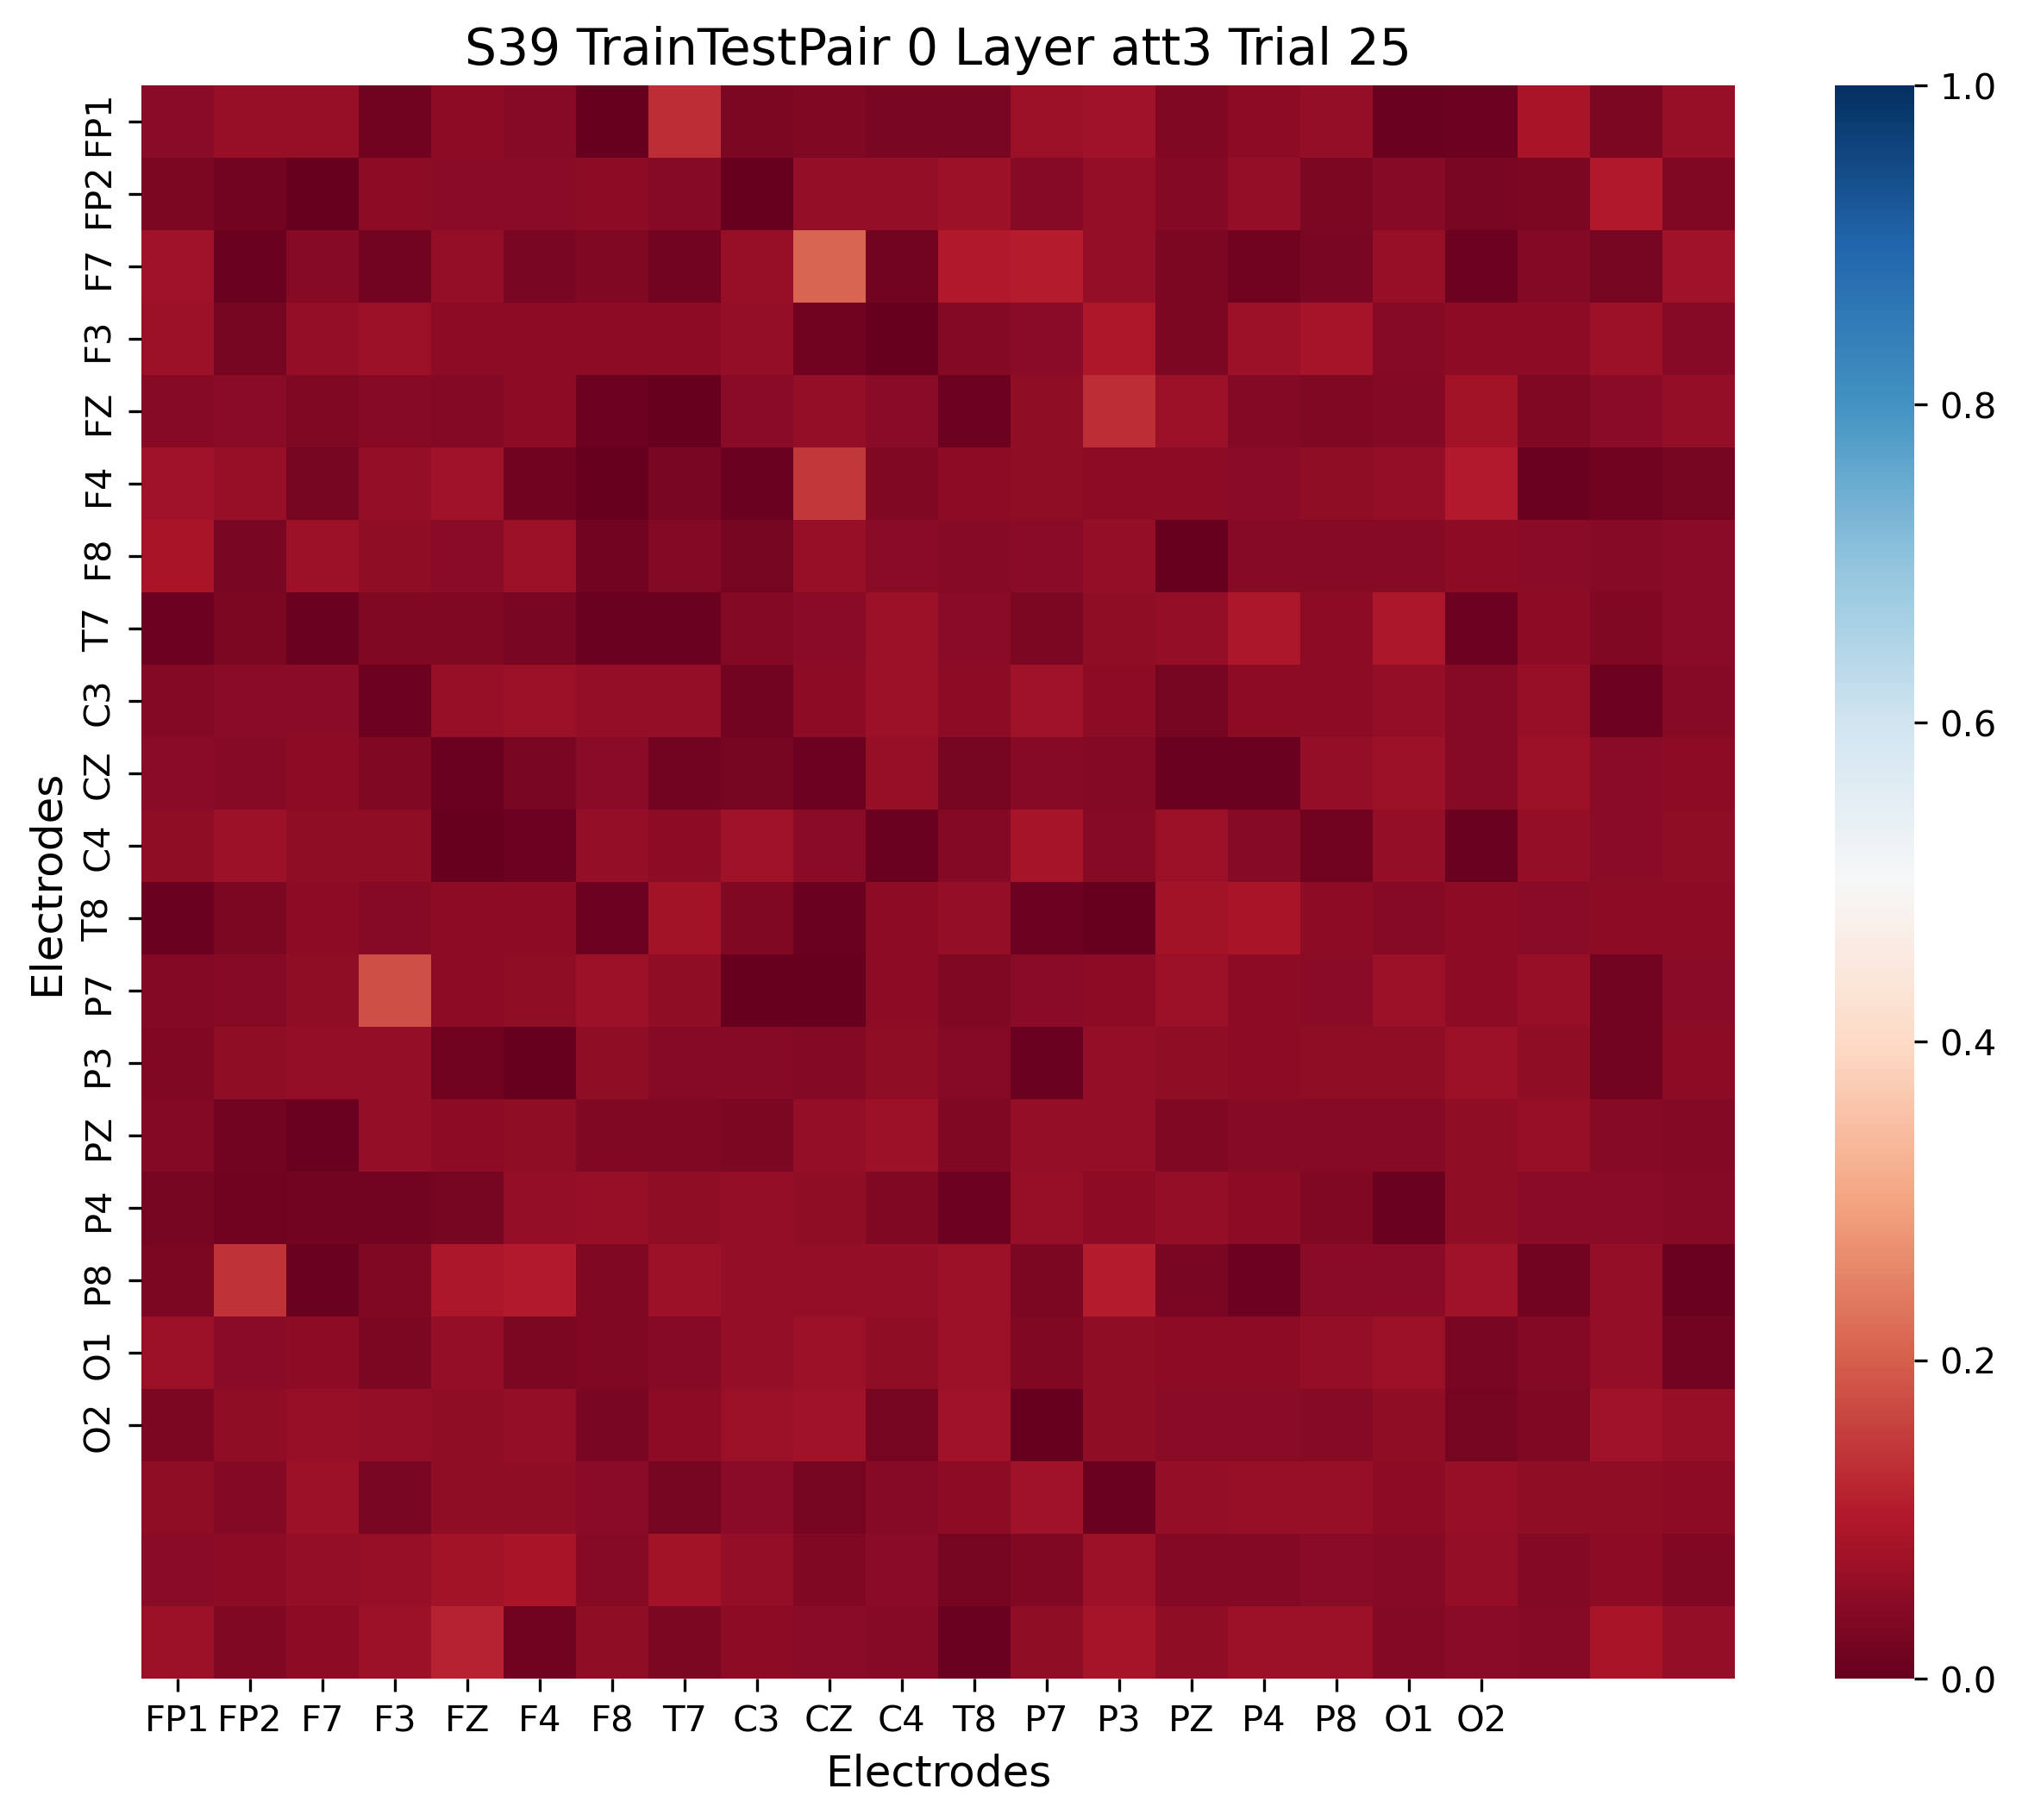 S39 TrainTestPair 0 Layer att3 Trial 25
Electrodes
FP1
FP2
F7
F3
FZ
F4
F8
T7
C3
CZ
C4
T8
P7
P3
PZ
P4
P8
O1
O2
FP1 FP2 F7 F3 FZ F4 F8 T7 C3 CZ C4 T8 P7 P3 PZ P4 P8 O1 O2
Electrodes
1.0
0.8
0.6
0.4
0.2
0.0